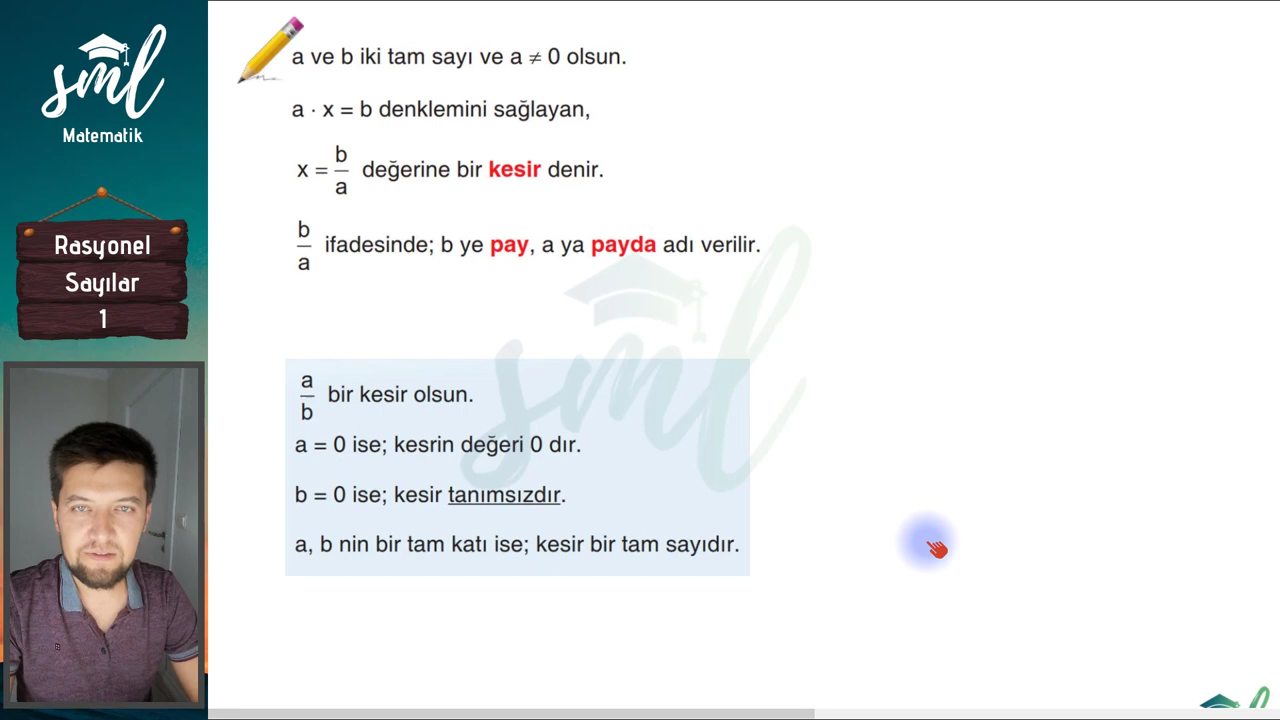 sml
Matematik
Rasyonel
Sayılar
1
a ve b iki tam sayı ve a ≠ 0 olsun.
a · x = b denklemini sağlayan,
x = b/a değerine bir kesir denir.
b/a ifadesinde; b ye pay, a ya payda adı verilir.
sml
a/b bir kesir olsun.
a = 0 ise; kesrin değeri 0 dır.
b = 0 ise; kesir tanımsızdır.
a, b nin bir tam katı ise; kesir bir tam sayıdır.